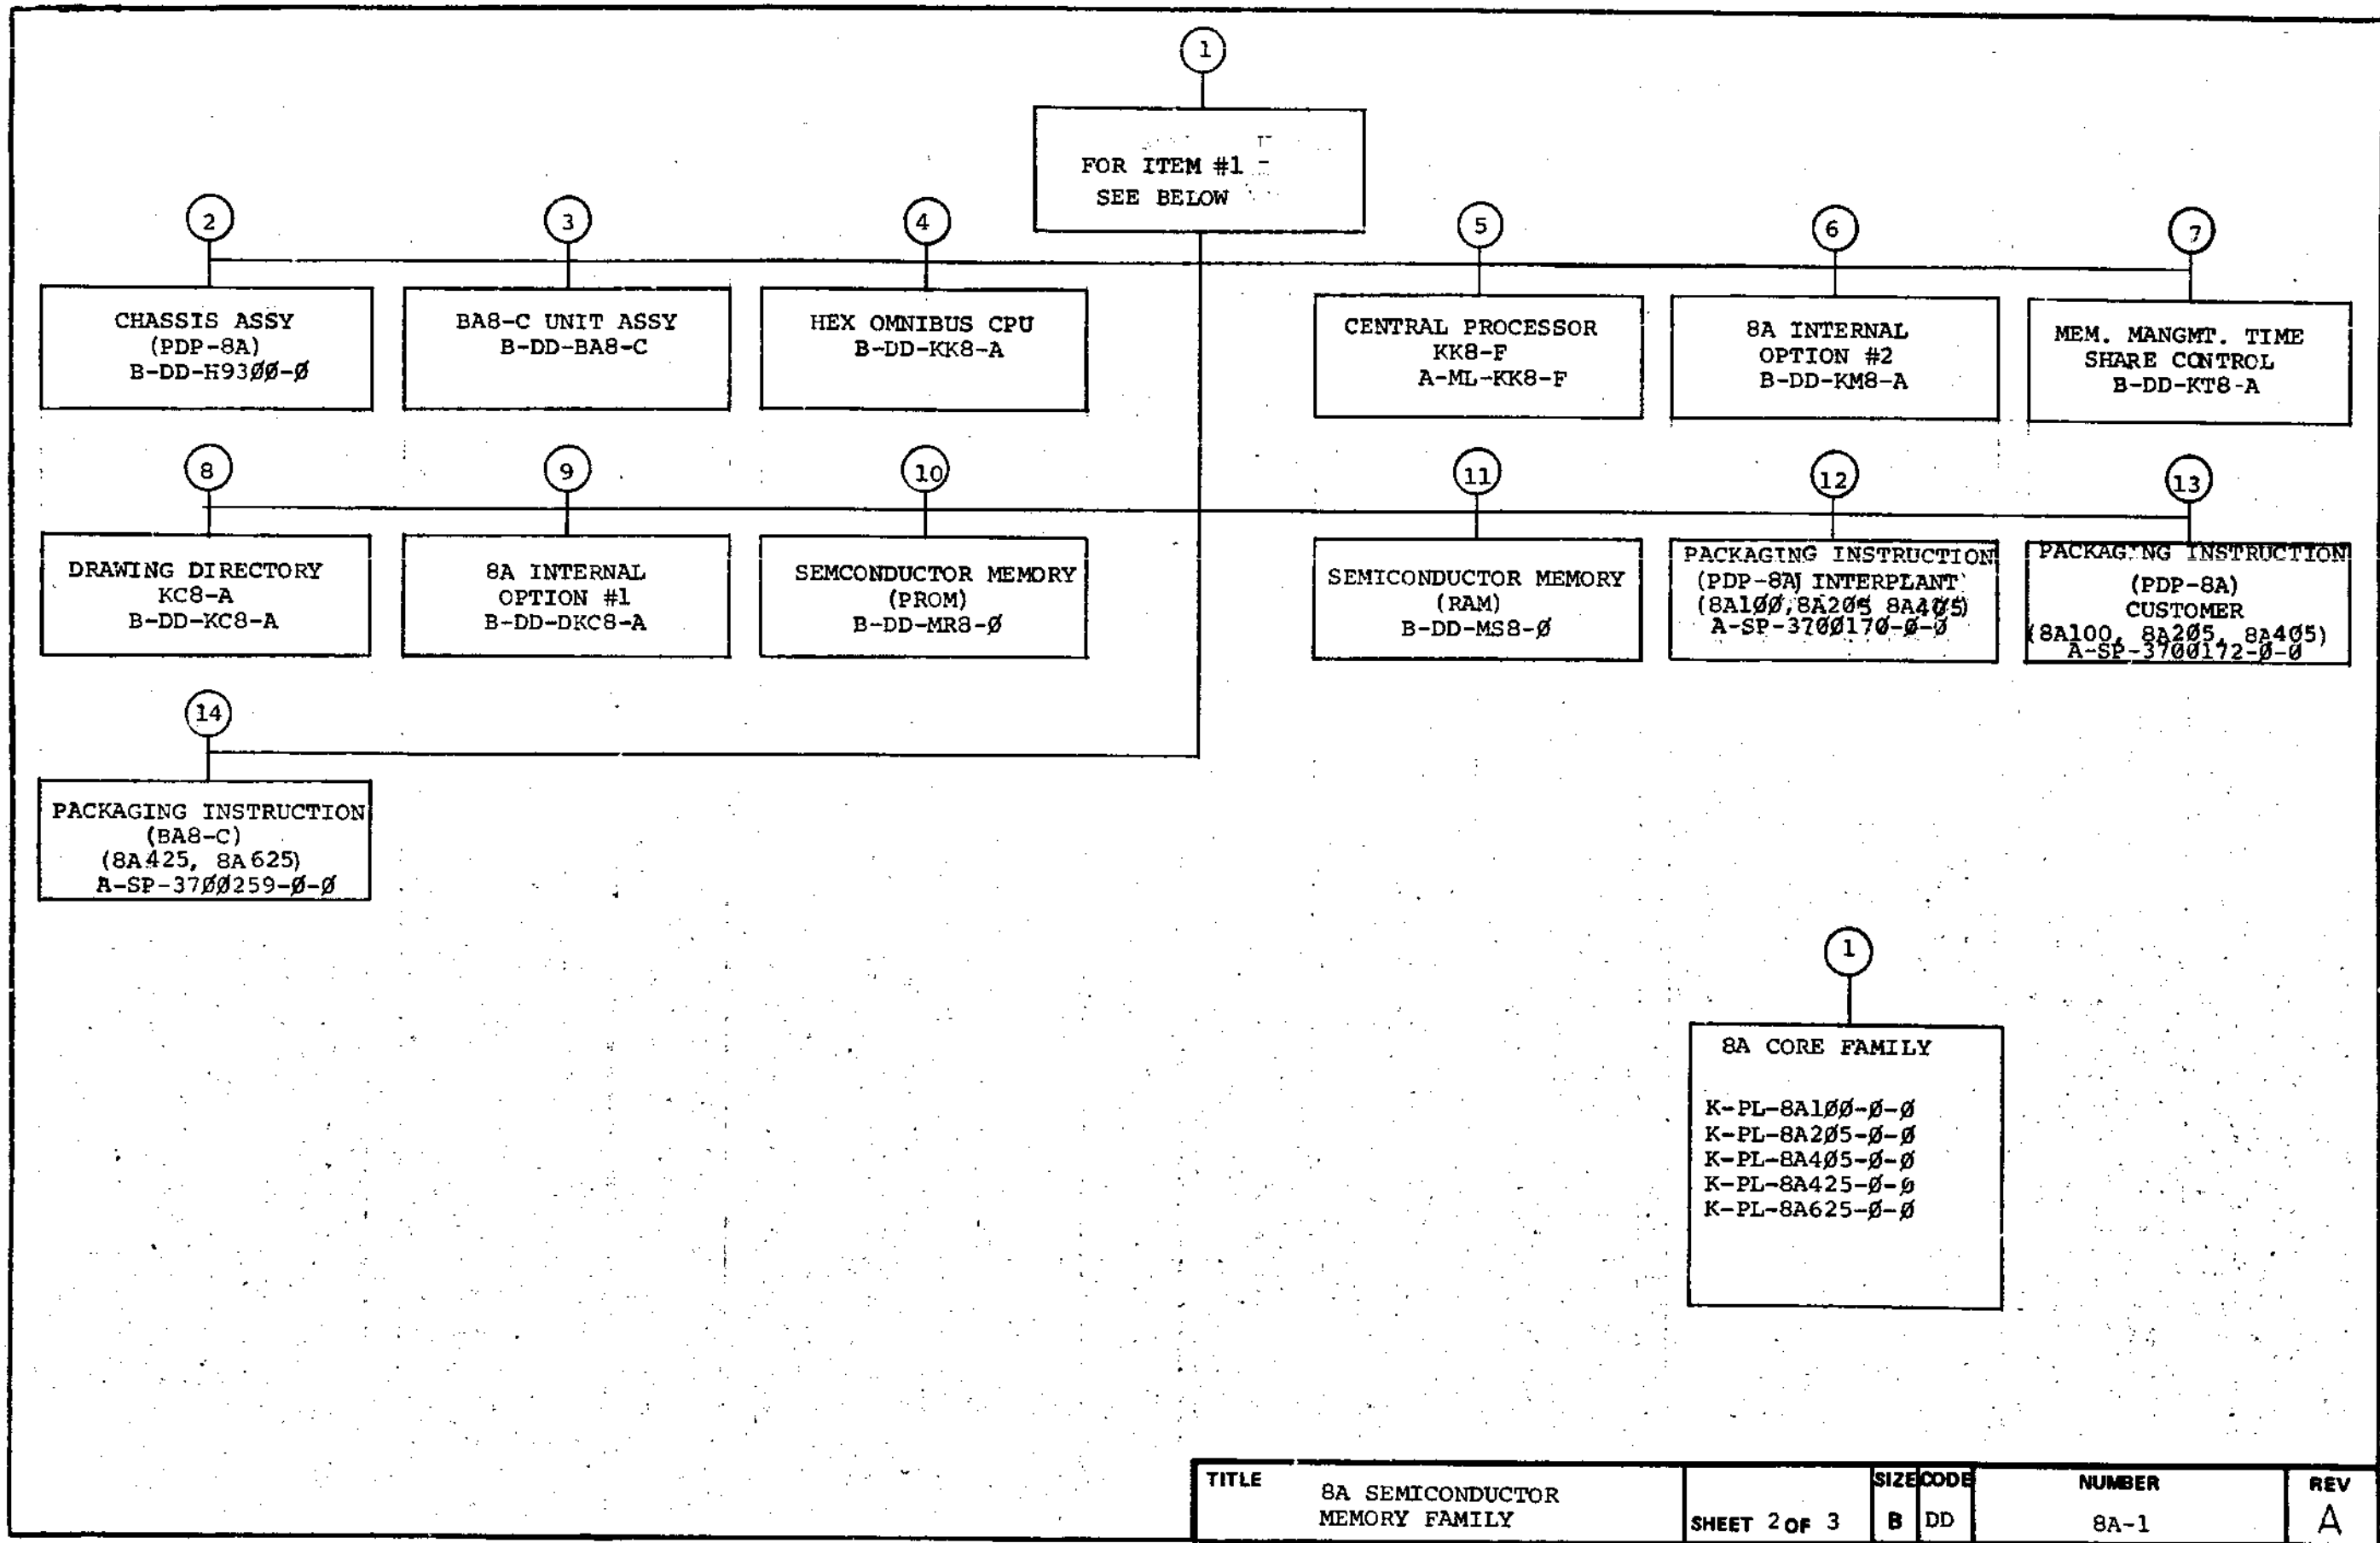 1
FOR ITEM #1
SEE BELOW
2
CHASSIS ASSY
(PDP-8A)
B-DD-H93ØØ-Ø
3
BA8-C UNIT ASSY
B-DD-BA8-C
4
HEX OMNIBUS CPU
B-DD-KK8-A
5
CENTRAL PROCESSOR
KK8-F
A-ML-KK8-F
6
8A INTERNAL
OPTION #2
B-DD-KM8-A
7
MEM. MANGMT. TIME
SHARE CONTROL
B-DD-KT8-A
8
DRAWING DIRECTORY
KC8-A
B-DD-KC8-A
9
8A INTERNAL
OPTION #1
B-DD-DKC8-A
10
SEMCONDUCTOR MEMORY
(PROM)
B-DD-MR8-Ø
11
SEMICONDUCTOR MEMORY
(RAM)
B-DD-MS8-Ø
12
PACKAGING INSTRUCTION
(PDP-8A) INTERPLANT
(8A1ØØ,8A2Ø5 8A4Ø5)
A-SP-37ØØ17Ø-Ø-Ø
13
PACKAGING INSTRUCTION
(PDP-8A)
CUSTOMER
(8A100, 8A2Ø5, 8A4Ø5)
A-SP-37ØØ172-Ø-Ø
14
PACKAGING INSTRUCTION
(BA8-C)
(8A425, 8A625)
A-SP-37ØØ259-Ø-Ø
1
8A CORE FAMILY
K-PL-8A1ØØ-Ø-Ø
K-PL-8A2Ø5-Ø-Ø
K-PL-8A4Ø5-Ø-Ø
K-PL-8A425-Ø-Ø
K-PL-8A625-Ø-Ø
TITLE
8A SEMICONDUCTOR
MEMORY FAMILY
SHEET 2 OF 3
SIZE
B
CODE
DD
NUMBER
8A-1
REV
A